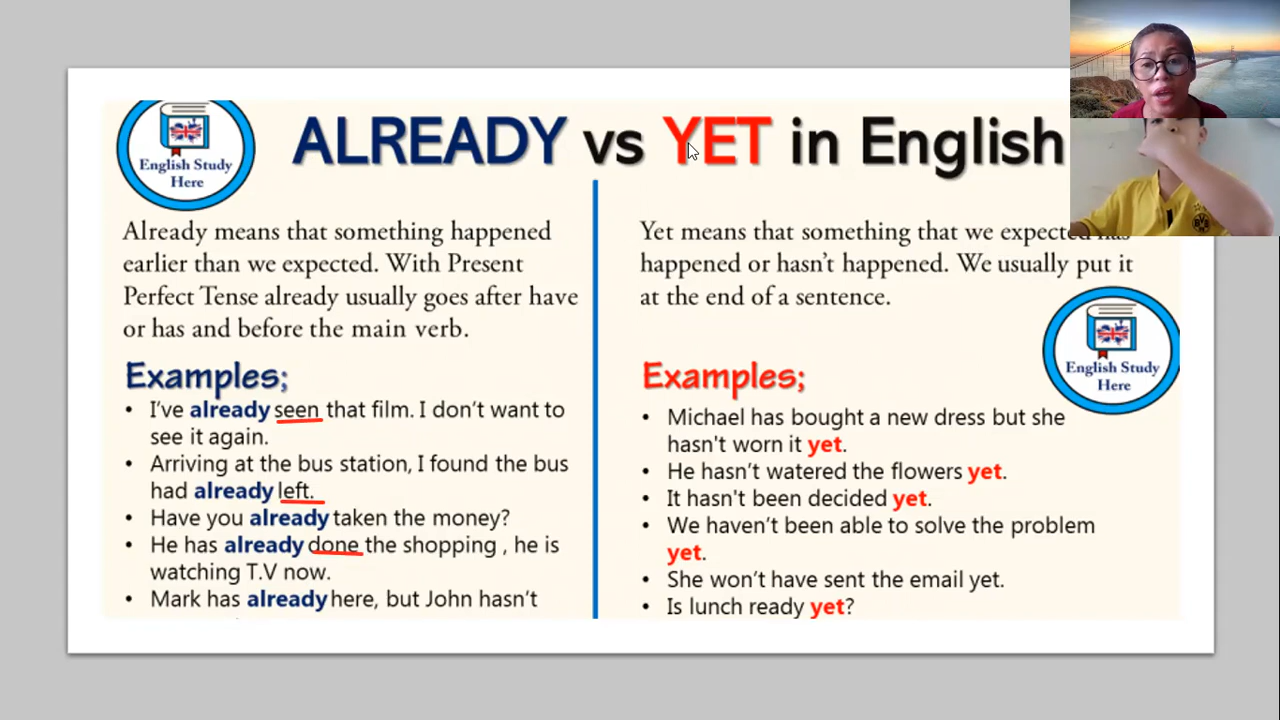 English Study
Here
ALREADY vs YET in English
Already means that something happened
earlier than we expected. With Present
Perfect Tense already usually goes after have
or has and before the main verb.
Examples;
• I've already seen that film. I don't want to
see it again.
• Arriving at the bus station, I found the bus
had already left.
• Have you already taken the money?
• He has already done the shopping , he is
watching T.V now.
• Mark has already here, but John hasn't
Yet means that something that we expected has
happened or hasn't happened. We usually put it
at the end of a sentence.
English Study
Here
Examples;
• Michael has bought a new dress but she
hasn't worn it yet.
• He hasn't watered the flowers yet.
• It hasn't been decided yet.
• We haven't been able to solve the problem
yet.
• She won't have sent the email yet.
• Is lunch ready yet?